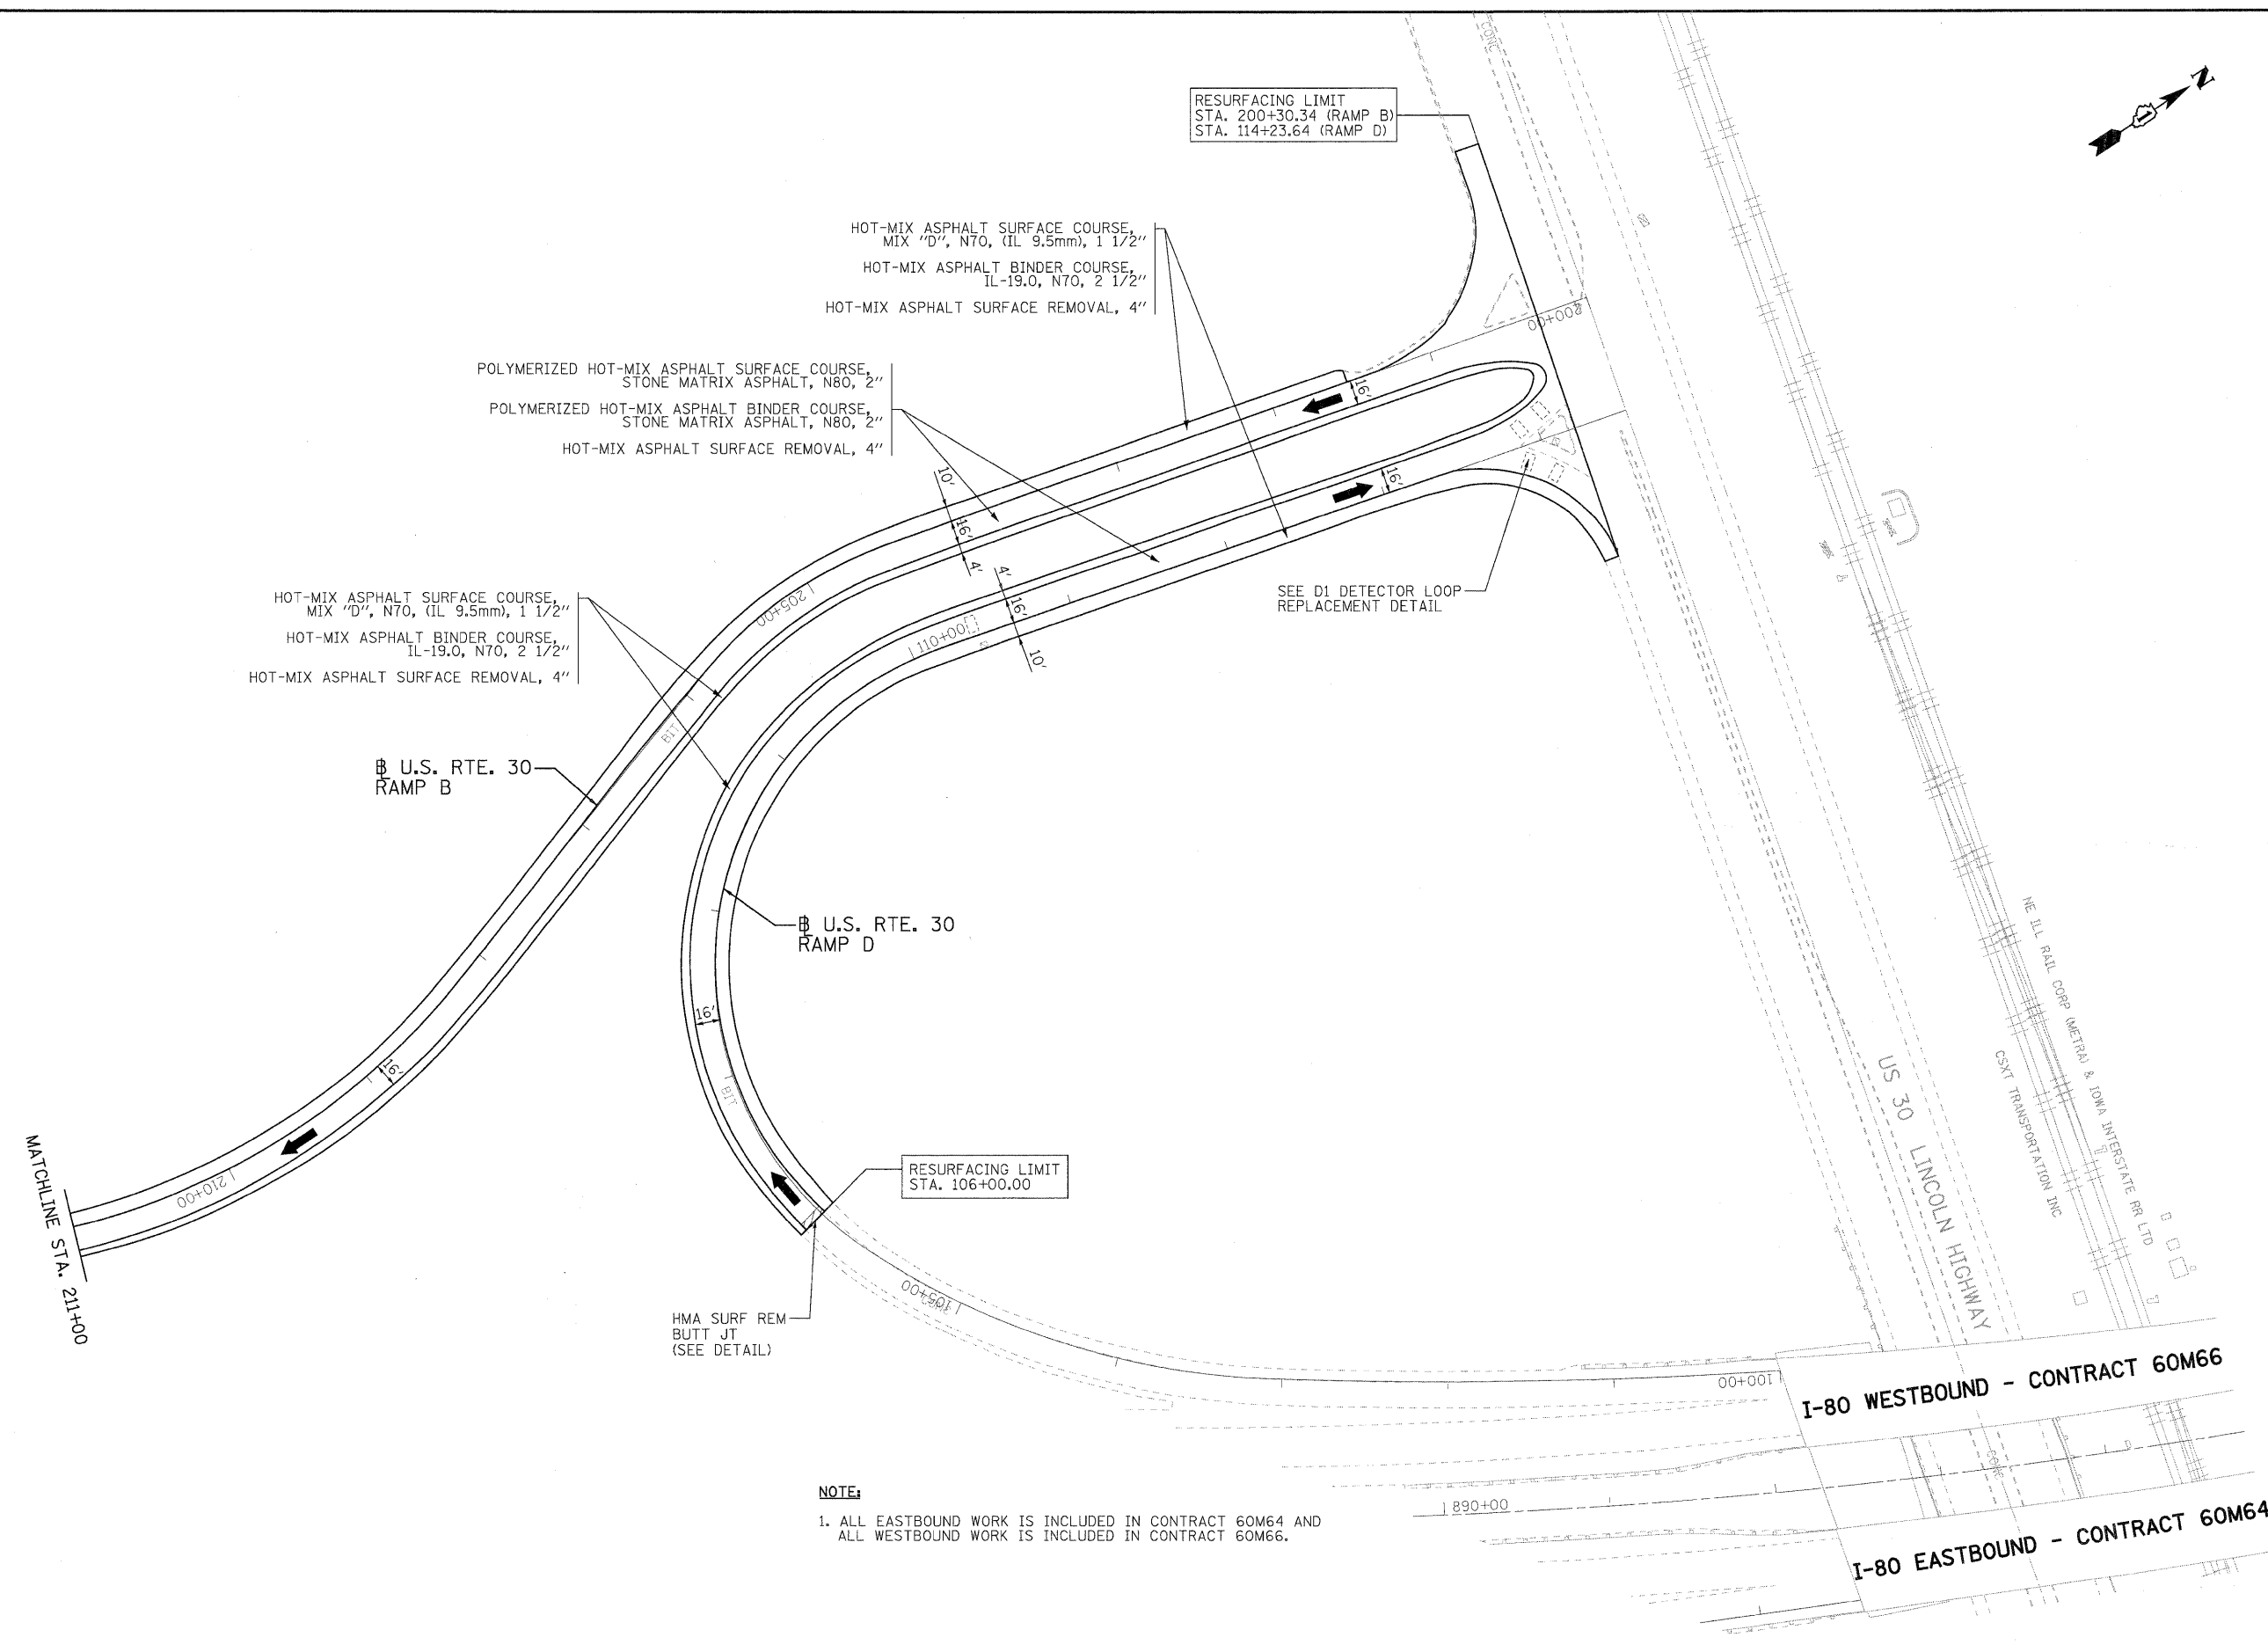 CONC
N
RESURFACING LIMIT
STA. 200+30.34 (RAMP B)
STA. 114+23.64 (RAMP D)
HOT-MIX ASPHALT SURFACE COURSE,
MIX "D", N70, (IL 9.5mm), 1 1/2"
HOT-MIX ASPHALT BINDER COURSE,
IL-19.0, N70, 2 1/2"
HOT-MIX ASPHALT SURFACE REMOVAL, 4"
200+00
POLYMERIZED HOT-MIX ASPHALT SURFACE COURSE,
STONE MATRIX ASPHALT, N80, 2"
POLYMERIZED HOT-MIX ASPHALT BINDER COURSE,
STONE MATRIX ASPHALT, N80, 2"
HOT-MIX ASPHALT SURFACE REMOVAL, 4"
16'
16'
10'
16'
4'
4'
16'
10'
SEE D1 DETECTOR LOOP
REPLACEMENT DETAIL
HOT-MIX ASPHALT SURFACE COURSE,
MIX "D", N70, (IL 9.5mm), 1 1/2"
HOT-MIX ASPHALT BINDER COURSE,
IL-19.0, N70, 2 1/2"
HOT-MIX ASPHALT SURFACE REMOVAL, 4"
205+00
110+00
BIT
BL U.S. RTE. 30
RAMP B
BL U.S. RTE. 30
RAMP D
16'
16'
BIT
NE ILL RAIL CORP (METRA) & IOWA INTERSTATE RR LTD
CSXT TRANSPORTATION INC
US 30 LINCOLN HIGHWAY
MATCHLINE STA. 211+00
210+00
RESURFACING LIMIT
STA. 106+00.00
105+00
HMA SURF REM
BUTT JT
(SEE DETAIL)
100+00
I-80 WESTBOUND - CONTRACT 60M66
CONC
890+00
I-80 EASTBOUND - CONTRACT 60M64
NOTE:
1. ALL EASTBOUND WORK IS INCLUDED IN CONTRACT 60M64 AND
ALL WESTBOUND WORK IS INCLUDED IN CONTRACT 60M66.